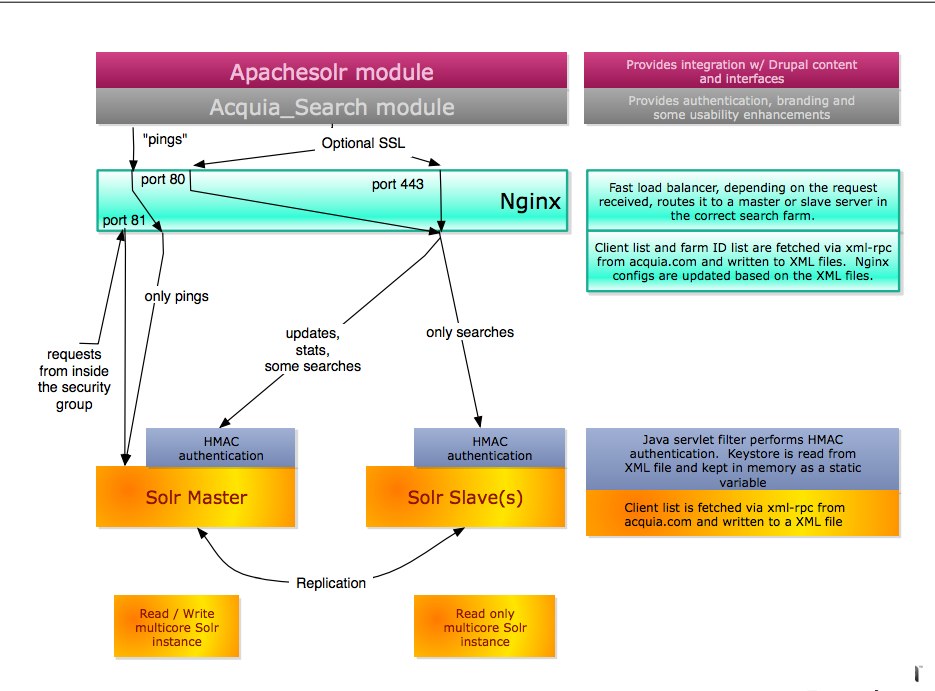 Apachesolr module
Acquia_Search module
Provides integration w/ Drupal content
and interfaces
Provides authentication, branding and
some usability enhancements
"pings"
Optional SSL
port 80
port 443
port 81
Nginx
Fast load balancer, depending on the request
received, routes it to a master or slave server in
the correct search farm.
Client list and farm ID list are fetched via xml-rpc
from acquia.com and written to XML files. Nginx
configs are updated based on the XML files.
only pings
requests
from inside
the security
group
updates,
stats,
some searches
only searches
HMAC
authentication
Solr Master
HMAC
authentication
Solr Slave(s)
Java servlet filter performs HMAC
authentication. Keystore is read from
XML file and kept in memory as a static
variable
Client list is fetched via xml-rpc from
acquia.com and written to a XML file
Replication
Read / Write
multicore Solr
instance
Read only
multicore Solr
instance